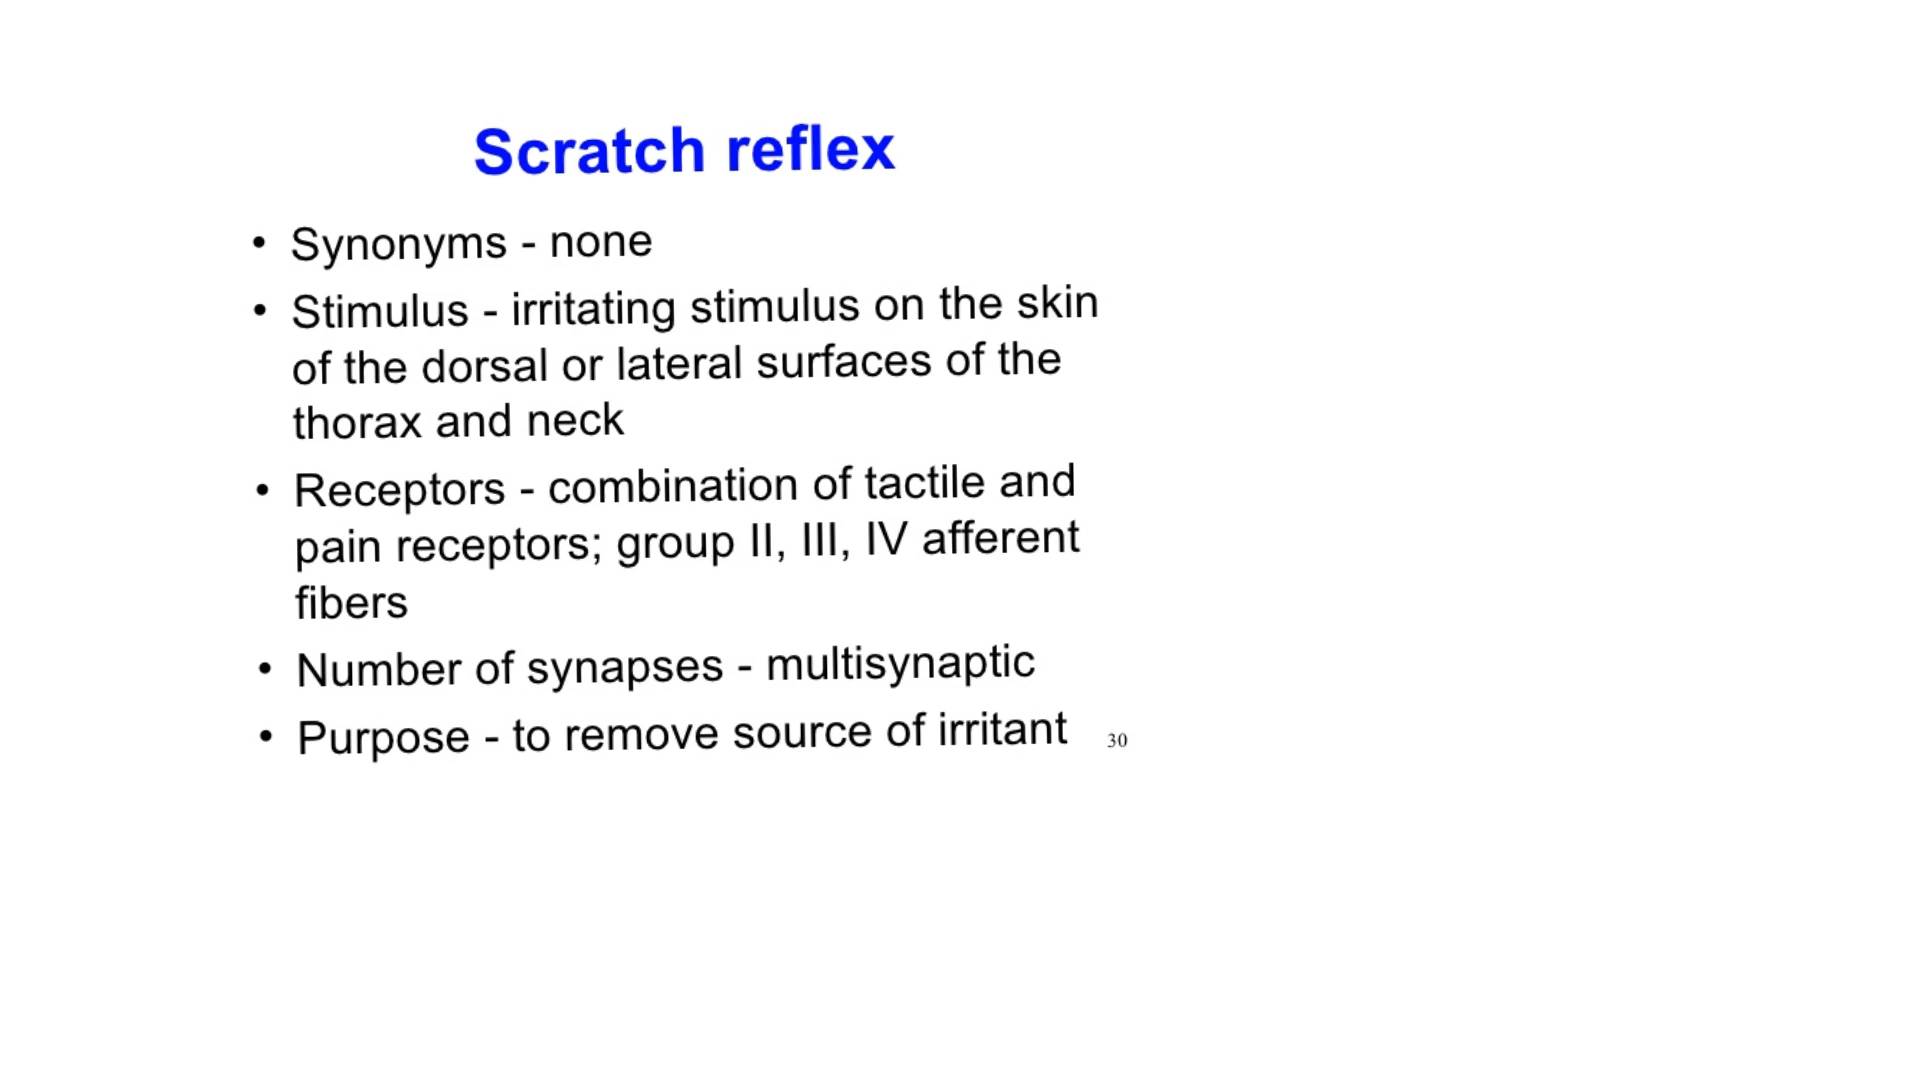 Scratch reflex
• Synonyms - none
• Stimulus - irritating stimulus on the skin
of the dorsal or lateral surfaces of the
thorax and neck
• Receptors - combination of tactile and
pain receptors; group II, III, IV afferent
fibers
• Number of synapses - multisynaptic
• Purpose - to remove source of irritant
30